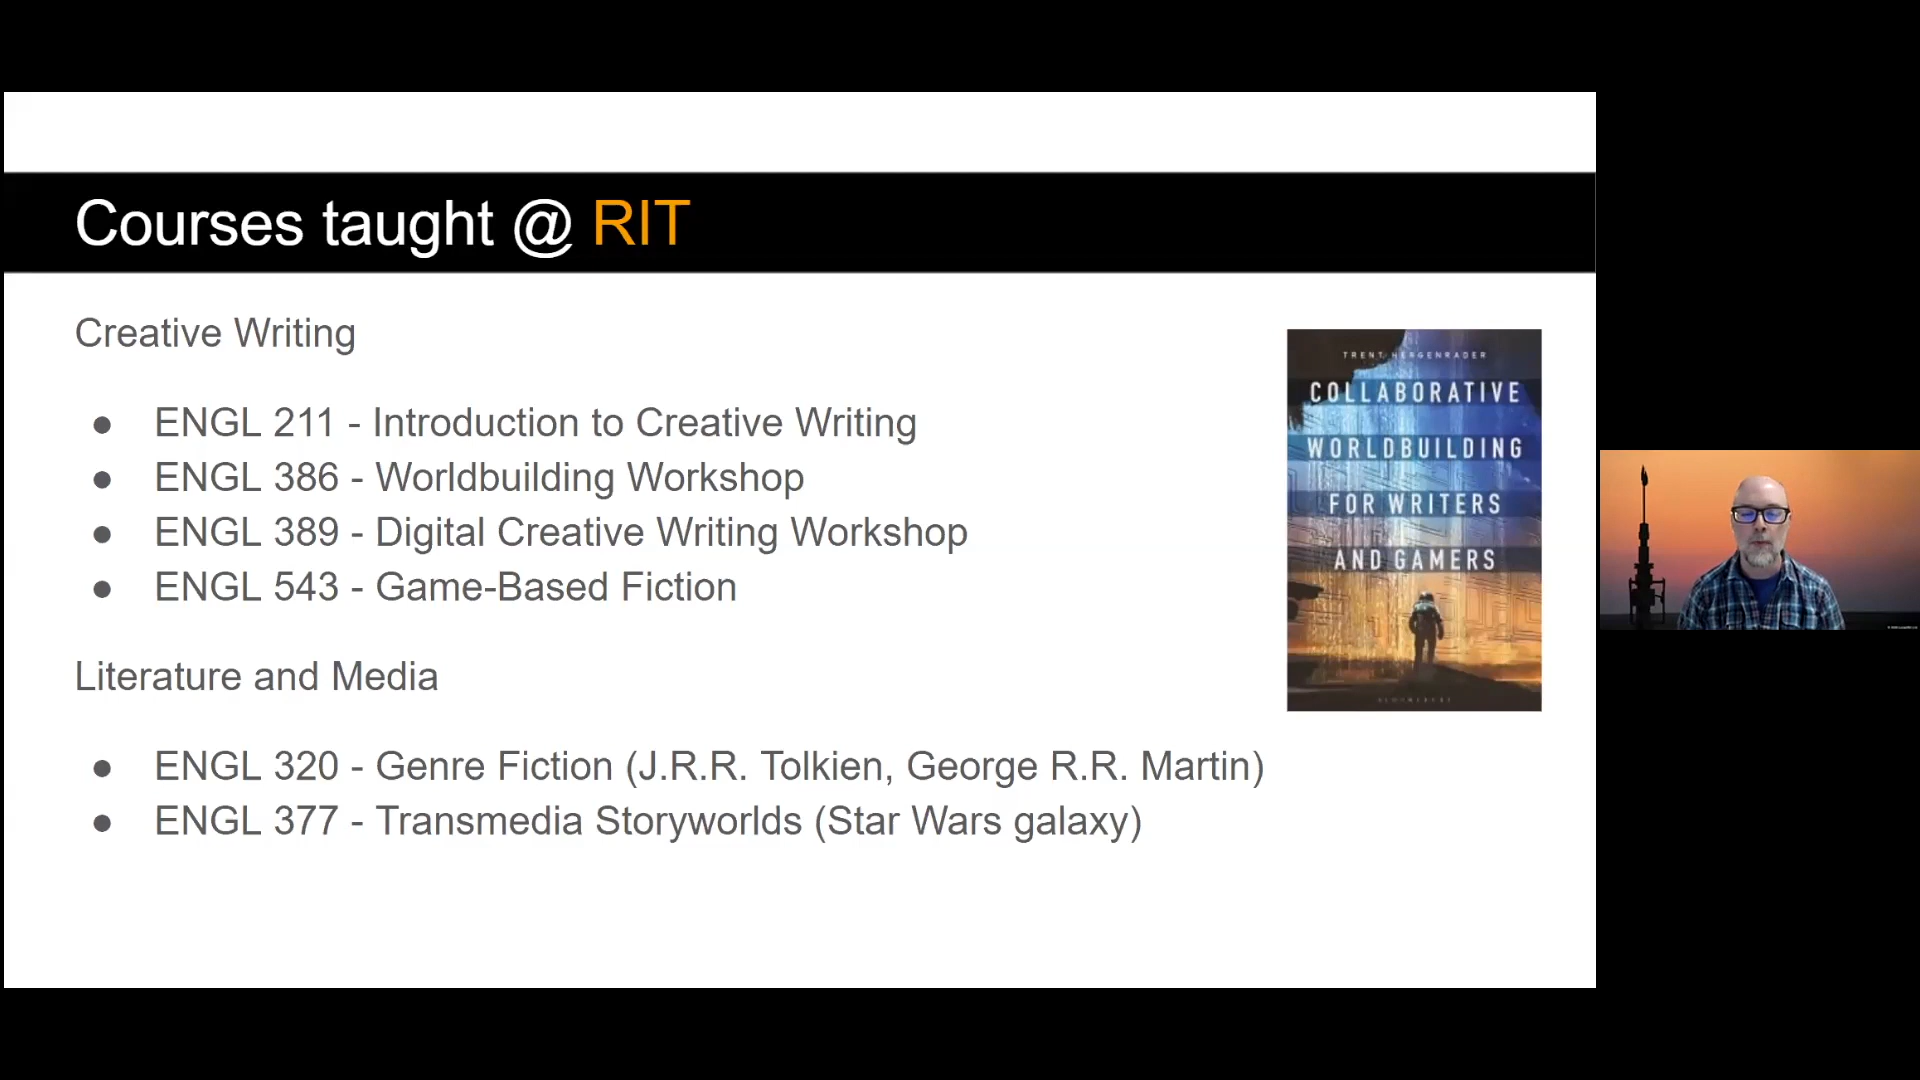 Courses taught @ RIT
Creative Writing
● ENGL 211 - Introduction to Creative Writing
● ENGL 386 - Worldbuilding Workshop
● ENGL 389 - Digital Creative Writing Workshop
● ENGL 543 - Game-Based Fiction
Literature and Media
● ENGL 320 - Genre Fiction (J.R.R. Tolkien, George R.R. Martin)
● ENGL 377 - Transmedia Storyworlds (Star Wars galaxy)
TRENT HERGENRADER
COLLABORATIVE
WORLDBUILDING
FOR WRITERS
AND GAMERS
BLOOMSBURY